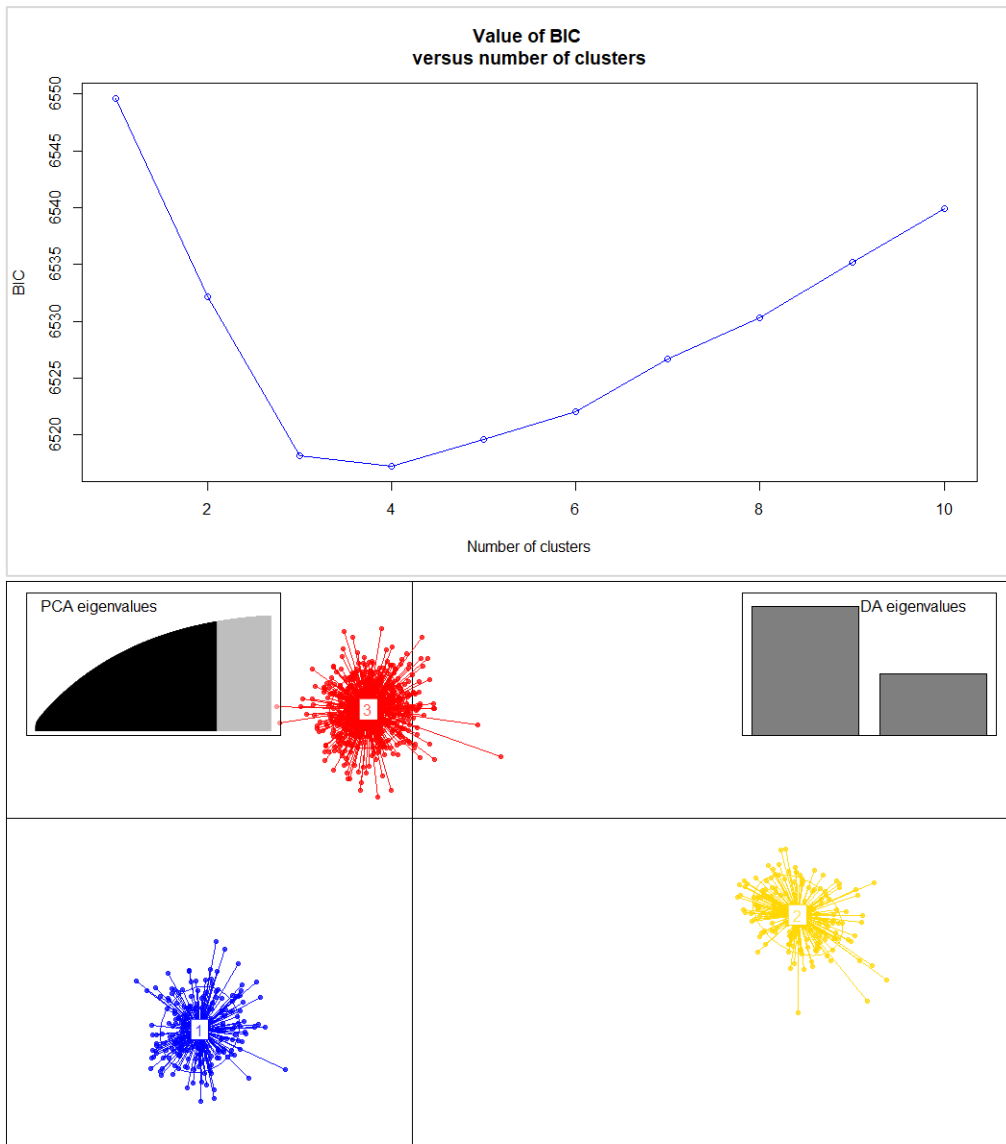 Value of BIC
versus number of clusters
BIC
6550
6545
6540
6535
6530
6525
6520
2
4
6
8
10
Number of clusters
PCA eigenvalues
DA eigenvalues
3
2
1